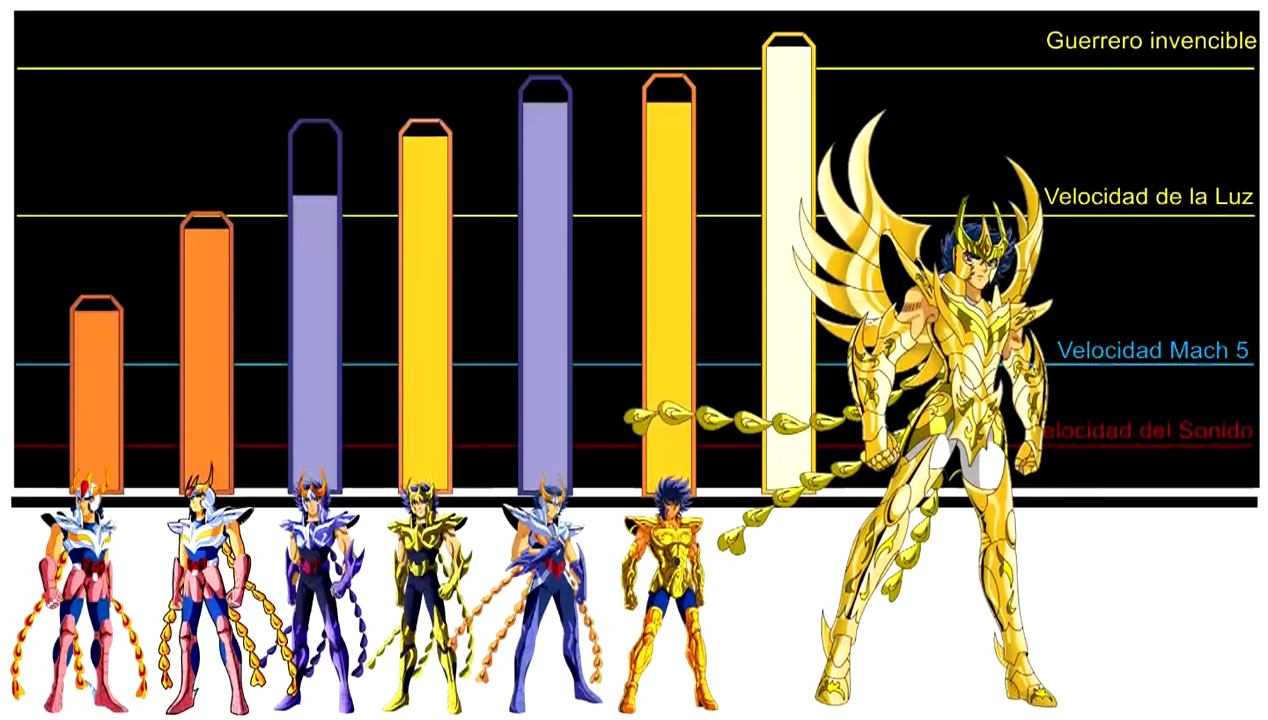 Guerrero invencible
Velocidad de la Luz
Velocidad Mach 5
elocidad del Sonido